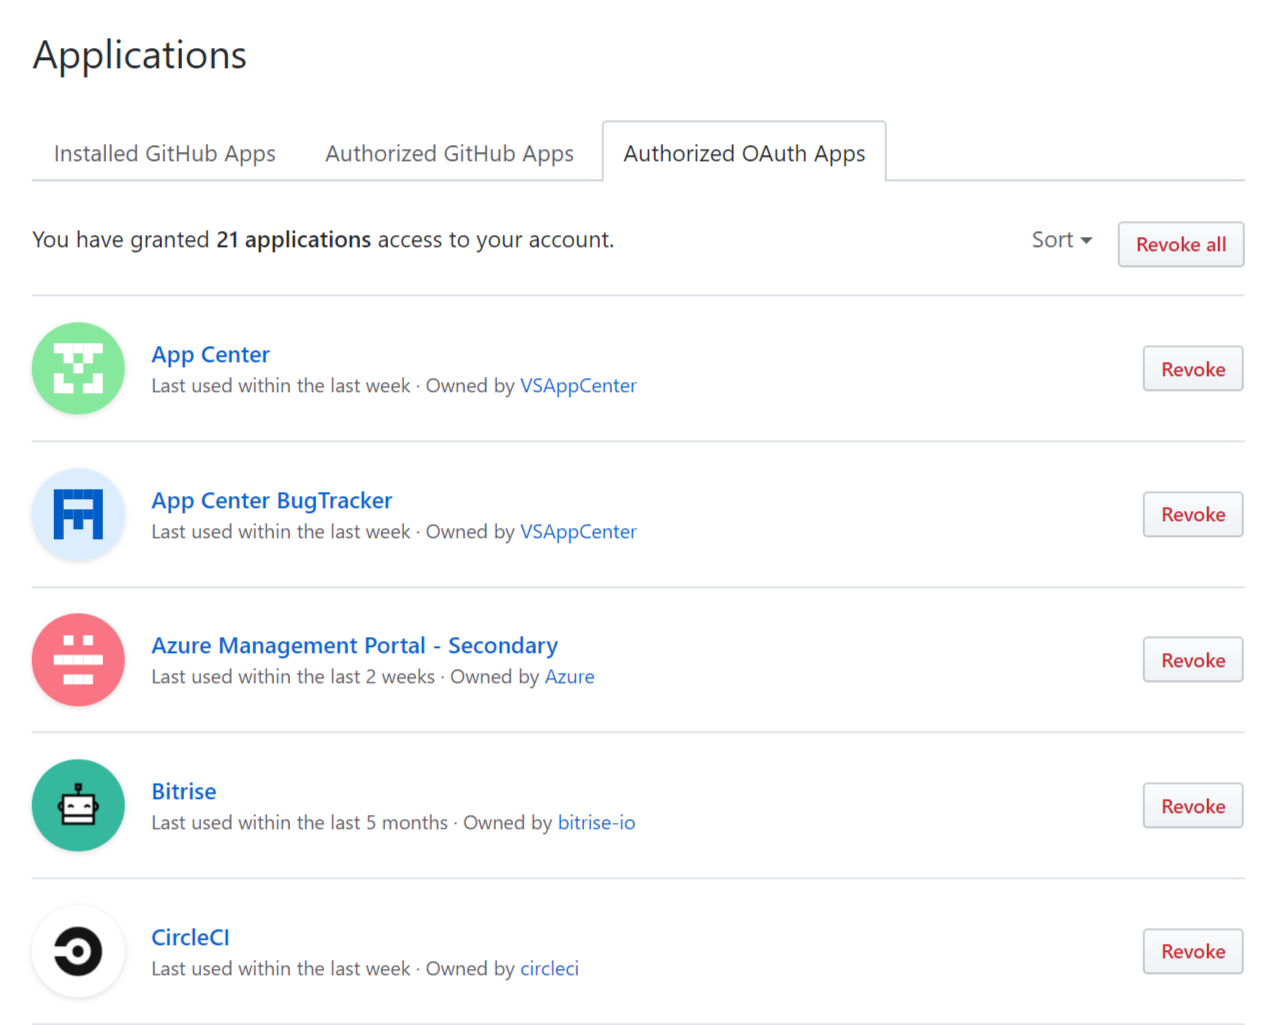 Applications
Installed GitHub Apps Authorized GitHub Apps Authorized OAuth Apps
You have granted 21 applications access to your account. Sort Revoke all
App Center
Last used within the last week · Owned by VSAppCenter
Revoke
App Center BugTracker
Last used within the last week · Owned by VSAppCenter
Revoke
Azure Management Portal - Secondary
Last used within the last 2 weeks · Owned by Azure
Revoke
Bitrise
Last used within the last 5 months · Owned by bitrise-io
Revoke
CircleCI
Last used within the last week · Owned by circleci
Revoke